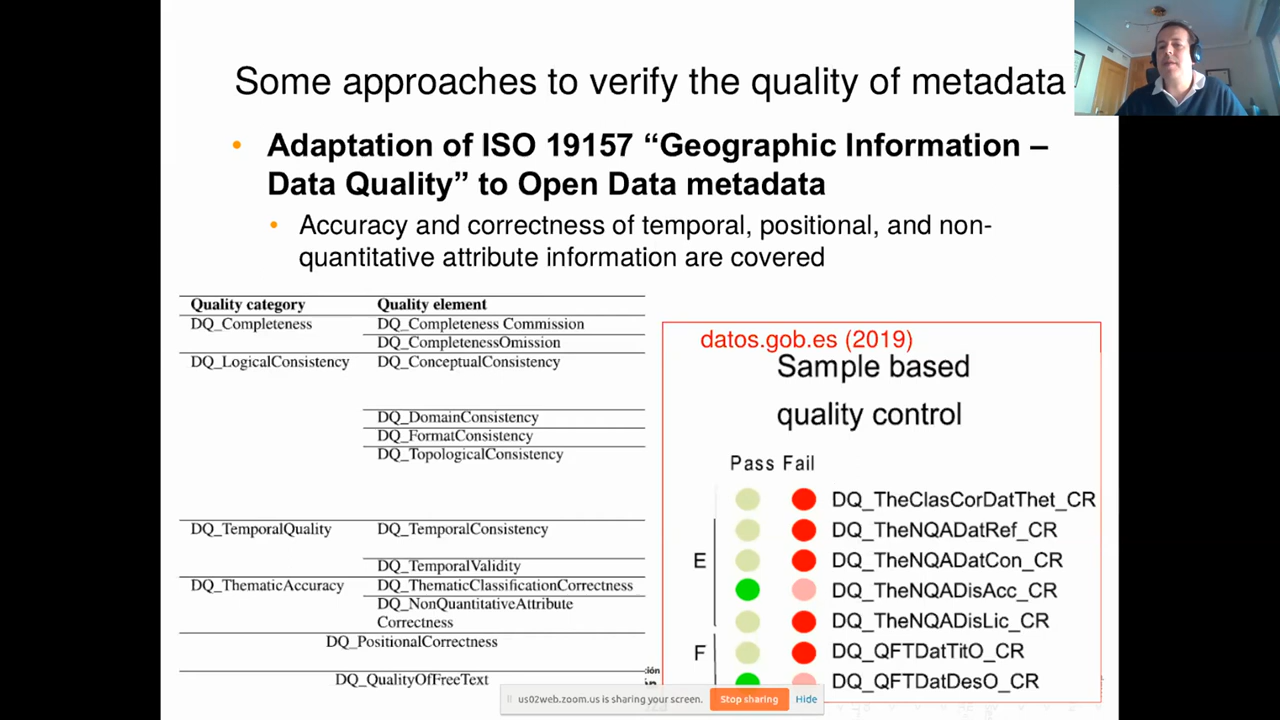 Some approaches to verify the quality of metadata
• Adaptation of ISO 19157 “Geographic Information –
Data Quality” to Open Data metadata
• Accuracy and correctness of temporal, positional, and non-
quantitative attribute information are covered
Quality category Quality element
DQ_Completeness DQ_Completeness Commission
DQ_CompletenesOmission
DQ_LogicalConsistency DQ_ConceptualConsistency
DQ_DomainConsistency
DQ_FormatConsistency
DQ_TopologicalConsistency
DQ_TemporalQuality DQ_TemporalConsistency
DQ_TemporalValidity
DQ_ThematicAccuracy DQ_ThematicClassificationCorrectness
DQ_NonQuantitativeAttribute
Correctness
DQ_PositionalCorrectness
DQ_QualityOfFreeText
datos.gob.es (2019)
Sample based
quality control
Pass Fail
DQ_TheClasCorDatThet_CR
DQ_TheNQADatRef_CR
E DQ_TheNQADatCon_CR
DQ_TheNQADisAcc_CR
DQ_TheNQADisLic_CR
F DQ_QFTDatTitO_CR
DQ_QFTDatDesO_CR
us02web.zoom.us is sharing your screen. Stop sharing Hide